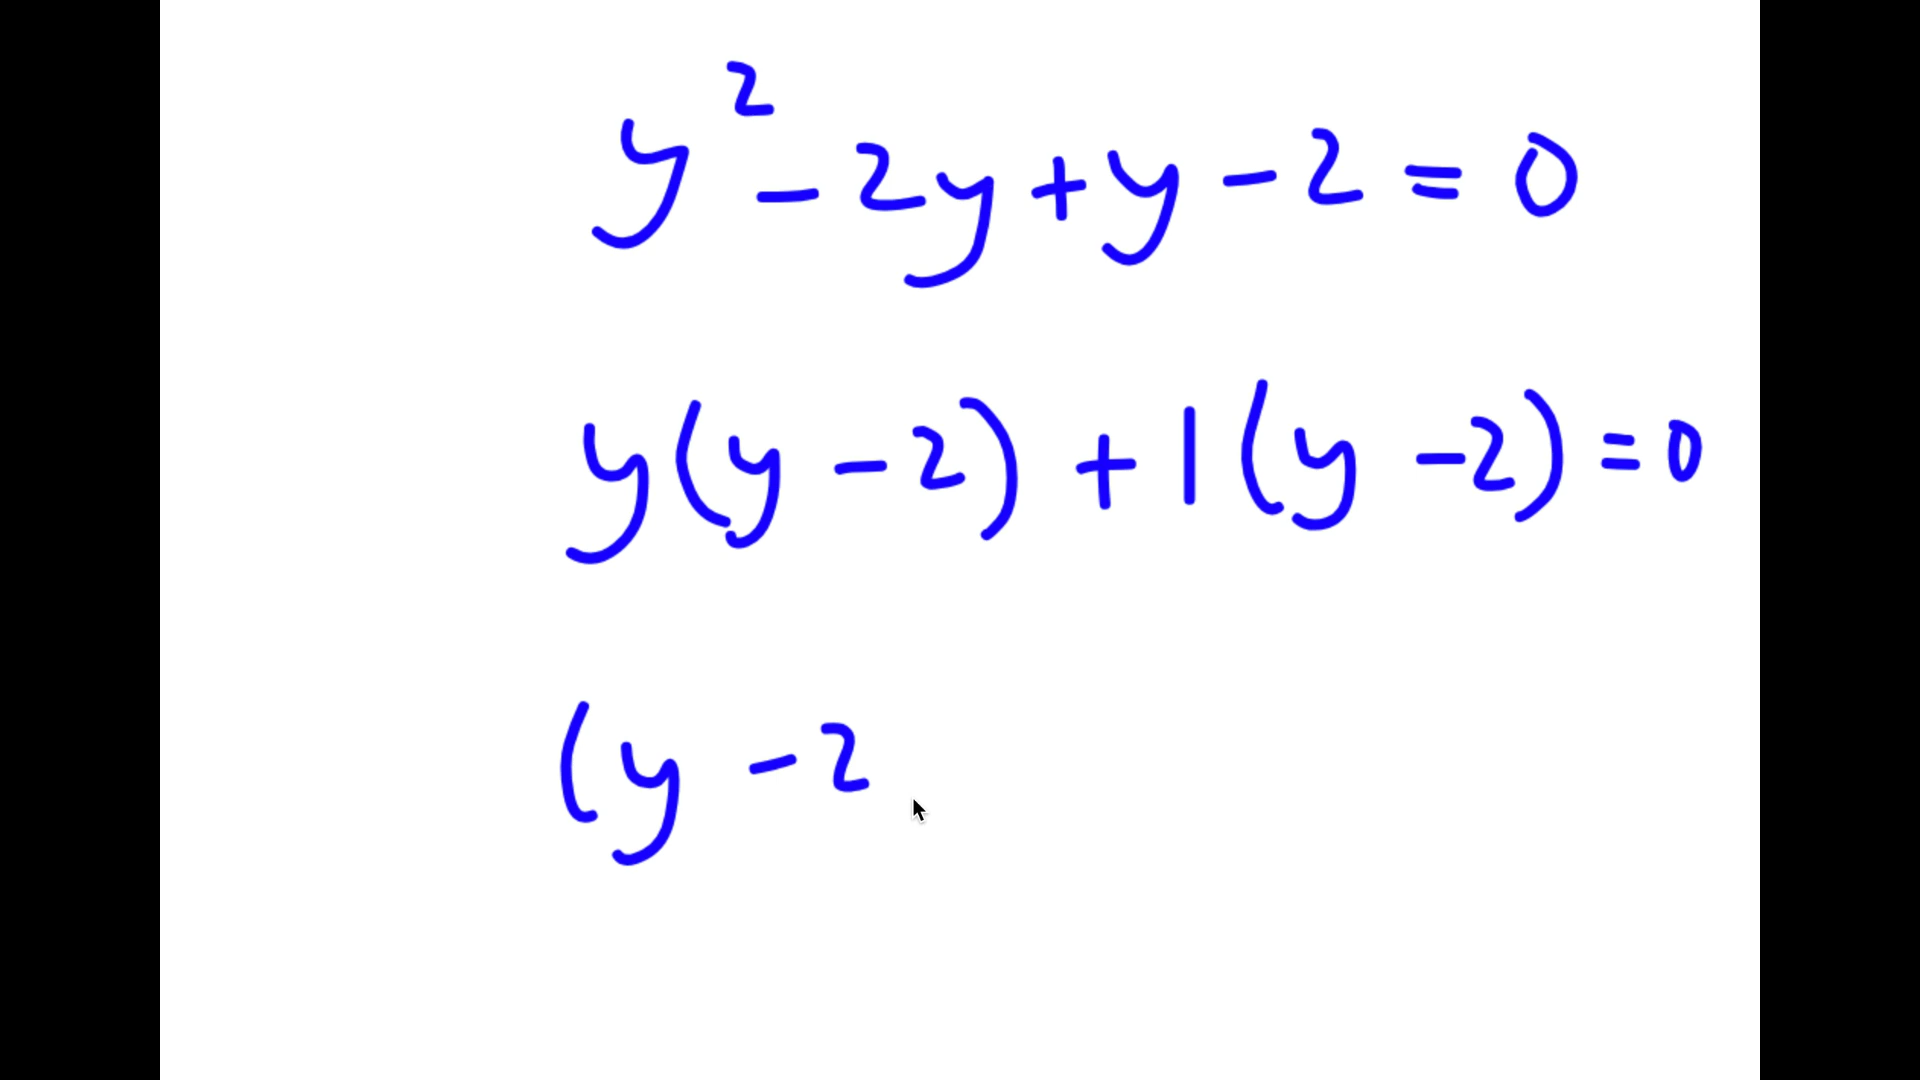 y² - 2y + y - 2 = 0
y(y - 2) + 1(y - 2) = 0
(y - 2